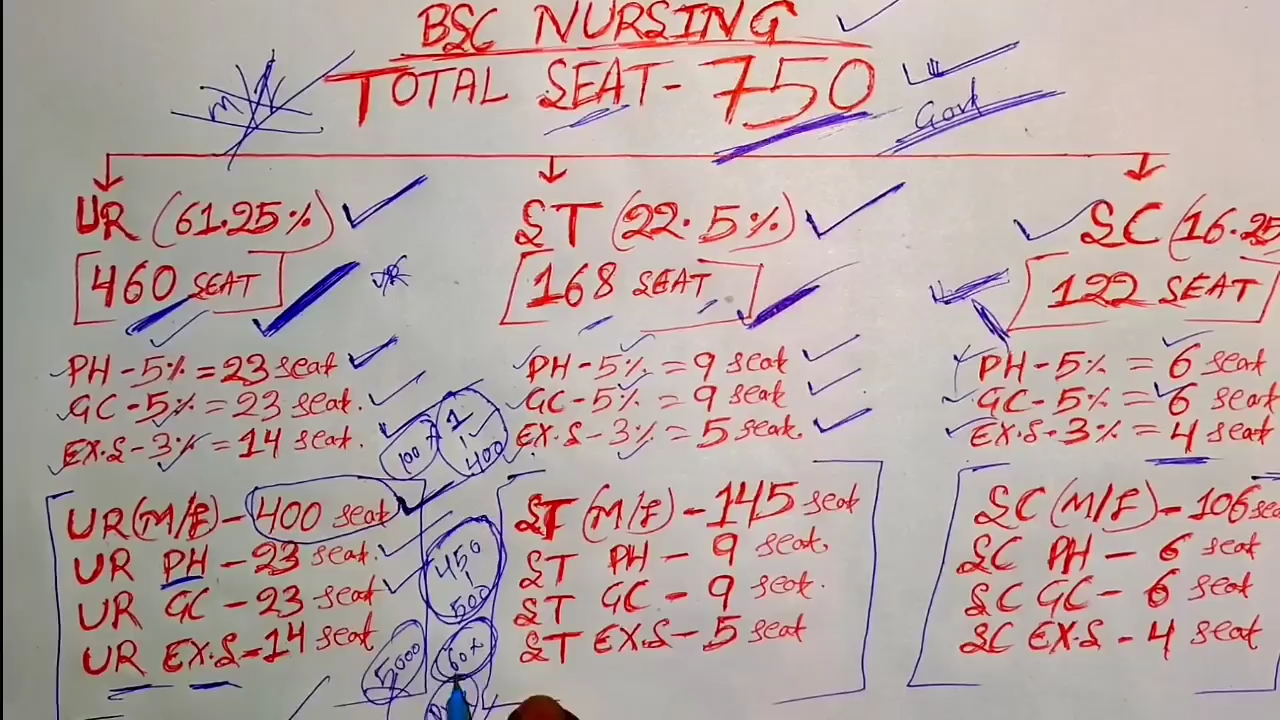 BSC NURSING
TOTAL SEAT- 750
Govt
UR (61.25%)
460 SEAT
PH-5% = 23 seat
GC-5% = 23 seat.
EX.S-3% = 14 seat.
UR(M/F)-400 seat
UR PH-23 seat.
UR GC-23 seat
UR EX.S-14 seat
100+
1
400
450
500
60+
5000
ST (22.5%)
168 SEAT
PH-5% = 9 seat
GC-5% = 9 seat
EX.S-3% = 5 seat.
ST (M/F)-145 seat
ST PH - 9 seat
ST GC - 9 seat.
ST EX.S- 5 seat
SC (16.25
122 SEAT
PH-5% = 6 seat
GC-5% = 6 seat
EX.S-3% = 4 seat
SC (M/F)-106 sea
SC PH - 6 seat
SC GC - 6 seat
SC EX.S - 4 seat